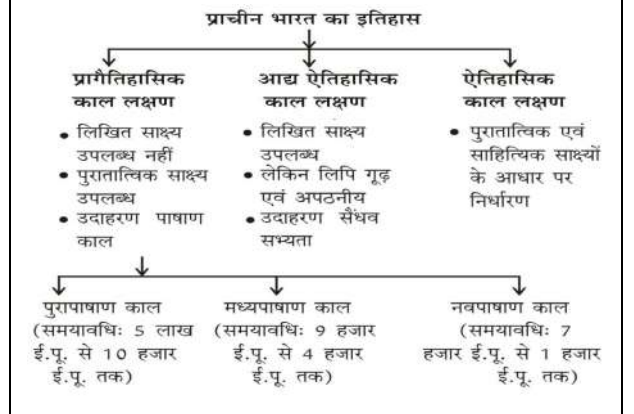 प्राचीन भारत का इतिहास
प्रागैतिहासिक
काल लक्षण
• लिखित साक्ष्य
उपलब्ध नहीं
• पुरातात्विक साक्ष्य
उपलब्ध
• उदाहरण पाषाण
काल
आद्य ऐतिहासिक
काल लक्षण
• लिखित साक्ष्य
उपलब्ध
• लेकिन लिपि गूढ़
एवं अपठनीय
• उदाहरण सैंधव
सभ्यता
ऐतिहासिक
काल लक्षण
• पुरातात्विक एवं
साहित्यिक साक्ष्यों
के आधार पर
निर्धारण
पुरापाषाण काल
(समयावधिः 5 लाख
ई.पू. से 10 हजार
ई.पू. तक)
मध्यपाषाण काल
(समयावधिः 9 हजार
ई.पू. से 4 हजार
ई.पू. तक)
नवपाषाण काल
(समयावधिः 7
हजार ई.पू. से 1 हजार
ई.पू. तक)